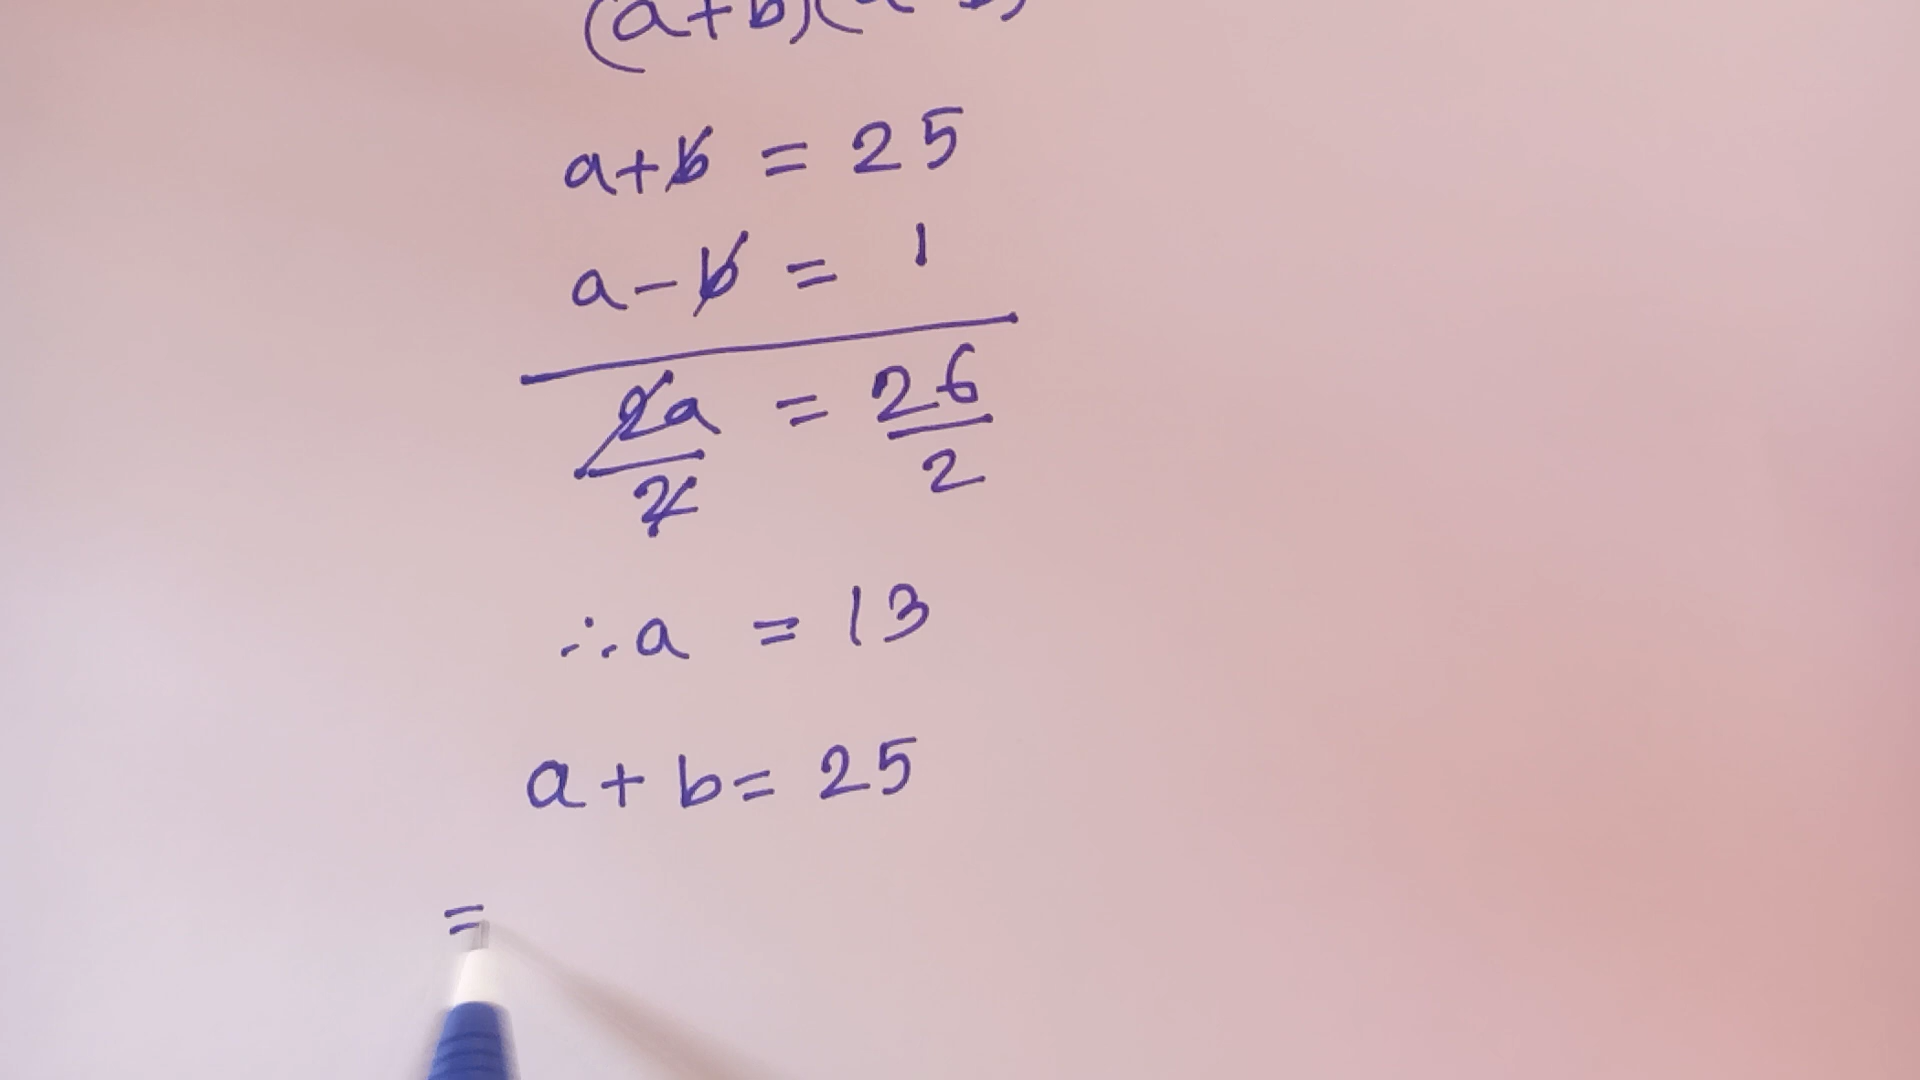 (a+b)(
a+b = 25
a-b = 1
2a/2 = 26/2
∴a = 13
a + b = 25
=